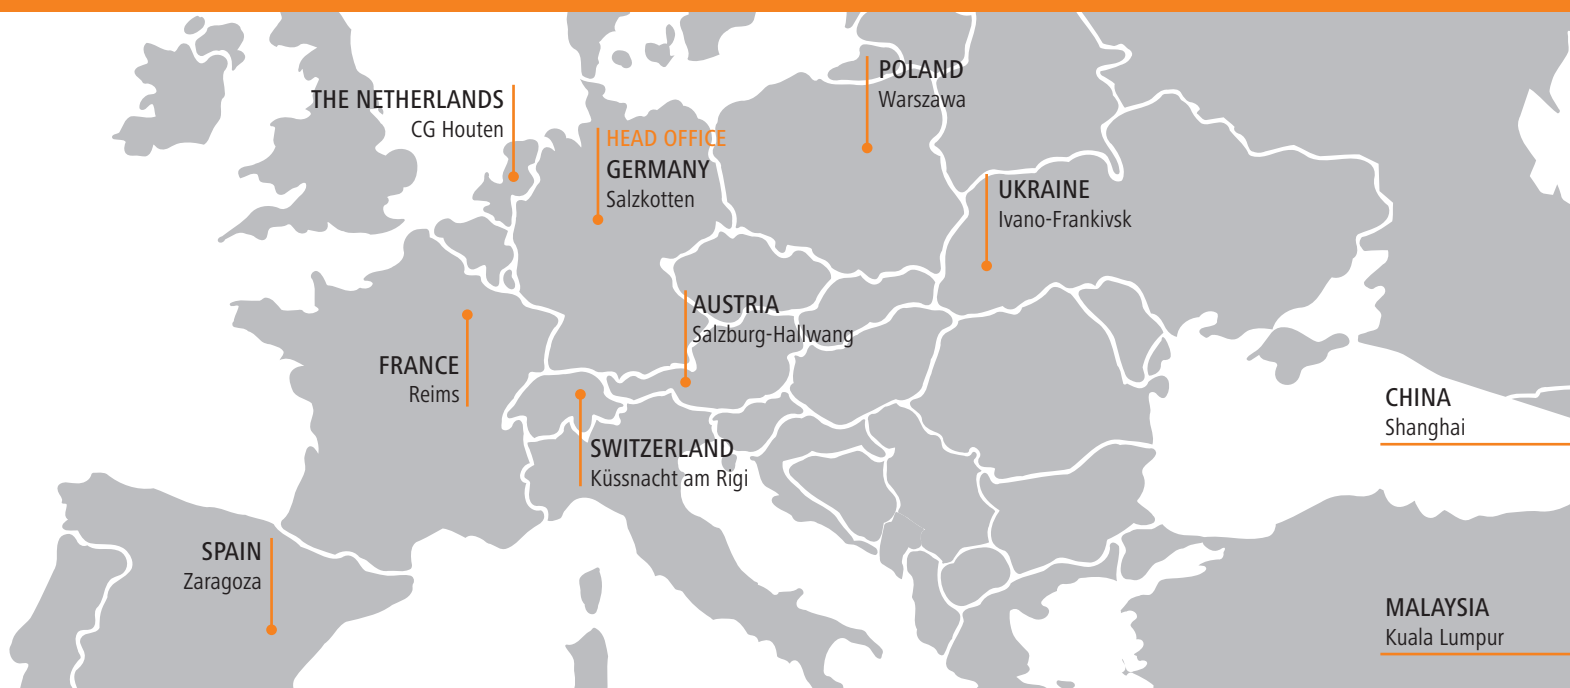 POLAND
Warszawa
THE NETHERLANDS
CG Houten
HEAD OFFICE
GERMANY
Salzkotten
UKRAINE
Ivano-Frankivsk
AUSTRIA
Salzburg-Hallwang
FRANCE
Reims
CHINA
Shanghai
SWITZERLAND
Küssnacht am Rigi
SPAIN
Zaragoza
MALAYSIA
Kuala Lumpur